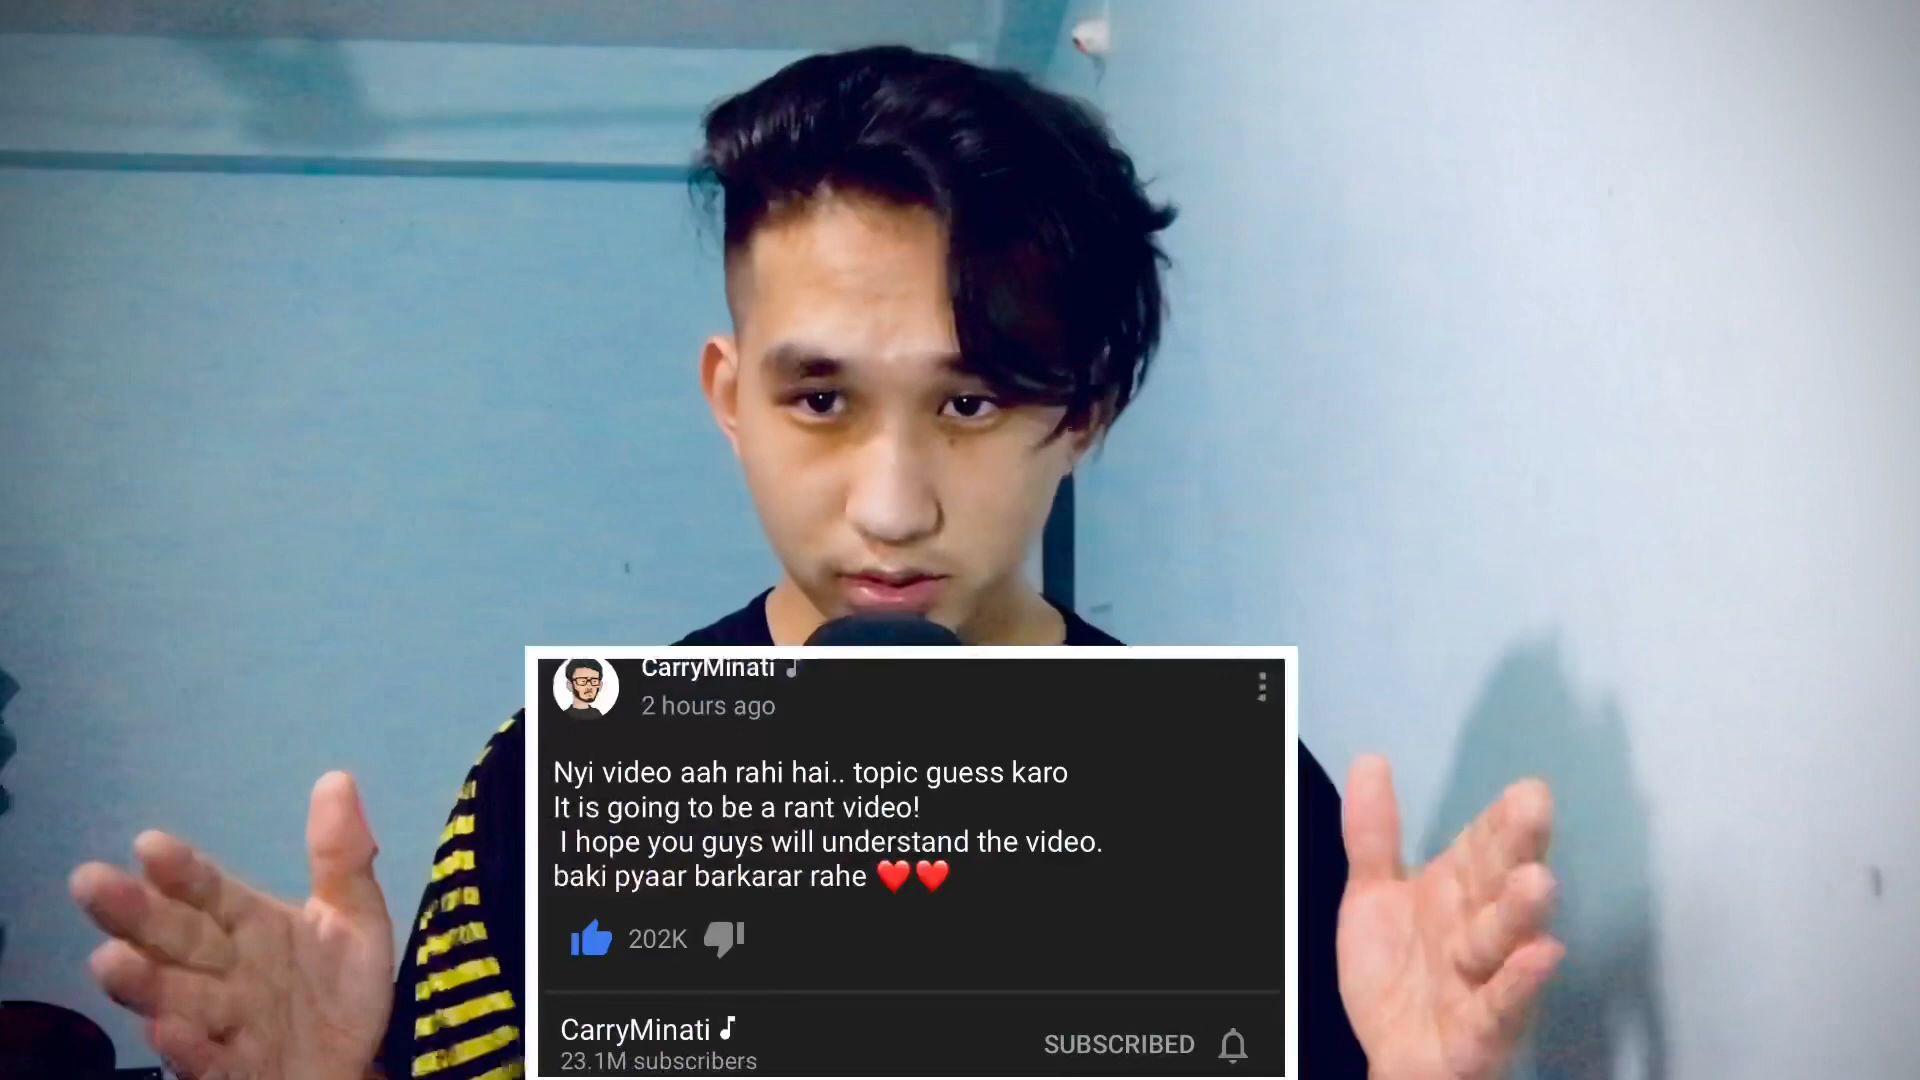 CarryMinati ♪
2 hours ago
Nyi video aah rahi hai.. topic guess karo
It is going to be a rant video!
I hope you guys will understand the video.
baki pyaar barkarar rahe ❤️❤️
202K
CarryMinati ♪
SUBSCRIBED
23.1M subscribers